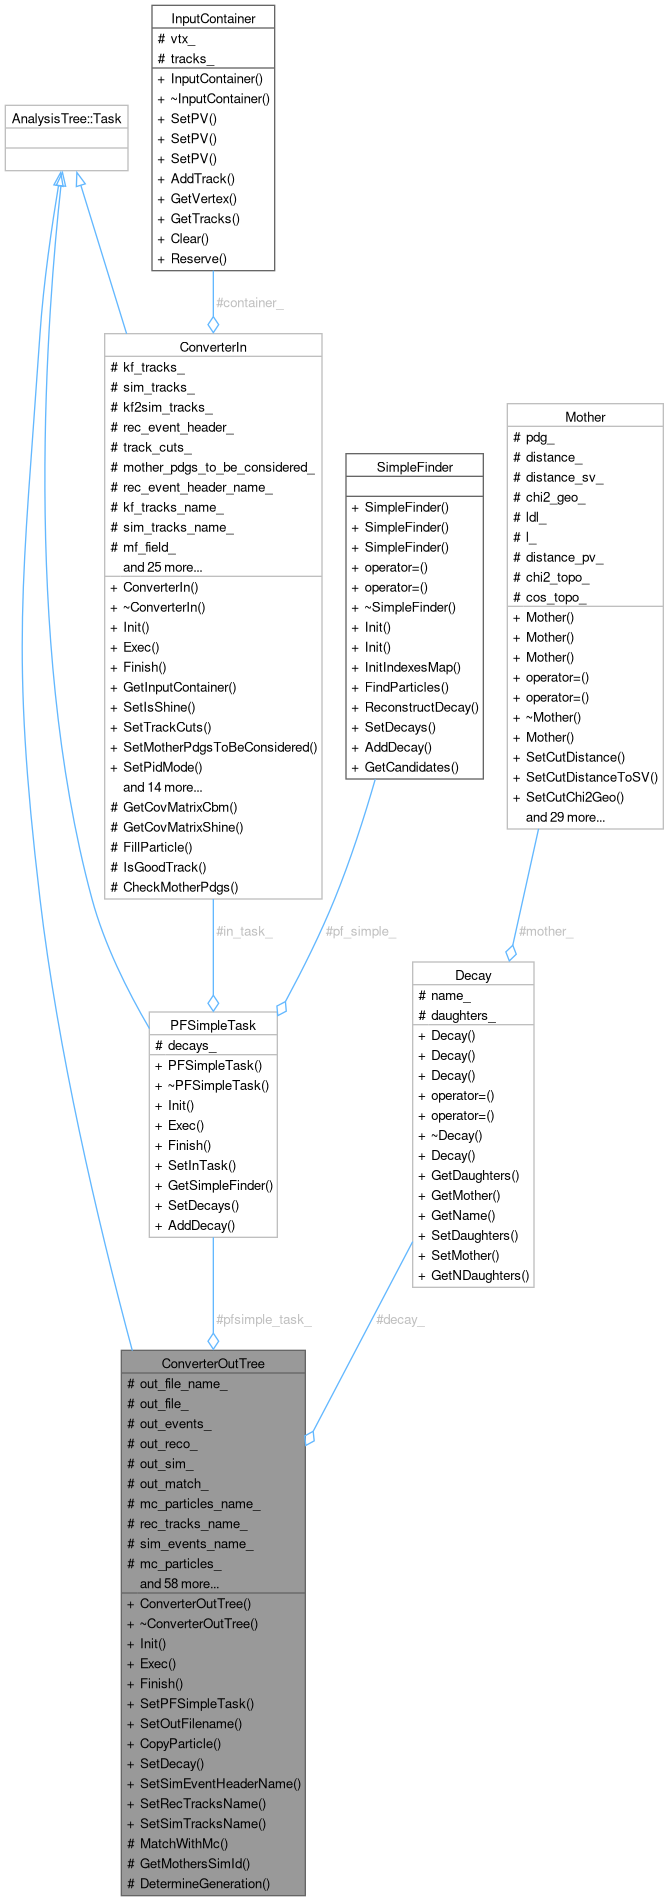 InputContainer
# vtx_
# tracks_
+ InputContainer()
+ ~InputContainer()
+ SetPV()
+ SetPV()
+ SetPV()
+ AddTrack()
+ GetVertex()
+ GetTracks()
+ Clear()
+ Reserve()
AnalysisTree::Task
#container_
ConverterIn
# kf_tracks_
# sim_tracks_
# kf2sim_tracks_
# rec_event_header_
# track_cuts_
# mother_pdgs_to_be_considered_
# rec_event_header_name_
# kf_tracks_name_
# sim_tracks_name_
# mf_field_
and 25 more...
+ ConverterIn()
+ ~ConverterIn()
+ Init()
+ Exec()
+ Finish()
+ GetInputContainer()
+ SetIsShine()
+ SetTrackCuts()
+ SetMotherPdgsToBeConsidered()
+ SetPidMode()
and 14 more...
# GetCovMatrixCbm()
# GetCovMatrixShine()
# FillParticle()
# IsGoodTrack()
# CheckMotherPdgs()
SimpleFinder
+ SimpleFinder()
+ SimpleFinder()
+ SimpleFinder()
+ operator=()
+ operator=()
+ ~SimpleFinder()
+ Init()
+ Init()
+ InitIndexesMap()
+ FindParticles()
+ ReconstructDecay()
+ SetDecays()
+ AddDecay()
+ GetCandidates()
Mother
# pdg_
# distance_
# distance_sv_
# chi2_geo_
# ldl_
# l_
# distance_pv_
# chi2_topo_
# cos_topo_
+ Mother()
+ Mother()
+ Mother()
+ operator=()
+ operator=()
+ ~Mother()
+ Mother()
+ SetCutDistance()
+ SetCutDistanceToSV()
+ SetCutChi2Geo()
and 29 more...
#in_task_
#pf_simple_
#mother_
PFSimpleTask
# decays_
+ PFSimpleTask()
+ ~PFSimpleTask()
+ Init()
+ Exec()
+ Finish()
+ SetInTask()
+ GetSimpleFinder()
+ SetDecays()
+ AddDecay()
Decay
# name_
# daughters_
+ Decay()
+ Decay()
+ Decay()
+ operator=()
+ operator=()
+ ~Decay()
+ Decay()
+ GetDaughters()
+ GetMother()
+ GetName()
+ SetDaughters()
+ SetMother()
+ GetNDaughters()
#pfsimple_task_
#decay_
ConverterOutTree
# out_file_name_
# out_file_
# out_events_
# out_reco_
# out_sim_
# out_match_
# mc_particles_name_
# rec_tracks_name_
# sim_events_name_
# mc_particles_
and 58 more...
+ ConverterOutTree()
+ ~ConverterOutTree()
+ Init()
+ Exec()
+ Finish()
+ SetPFSimpleTask()
+ SetOutFilename()
+ CopyParticle()
+ SetDecay()
+ SetSimEventHeaderName()
+ SetRecTracksName()
+ SetSimTracksName()
# MatchWithMc()
# GetMothersSimId()
# DetermineGeneration()